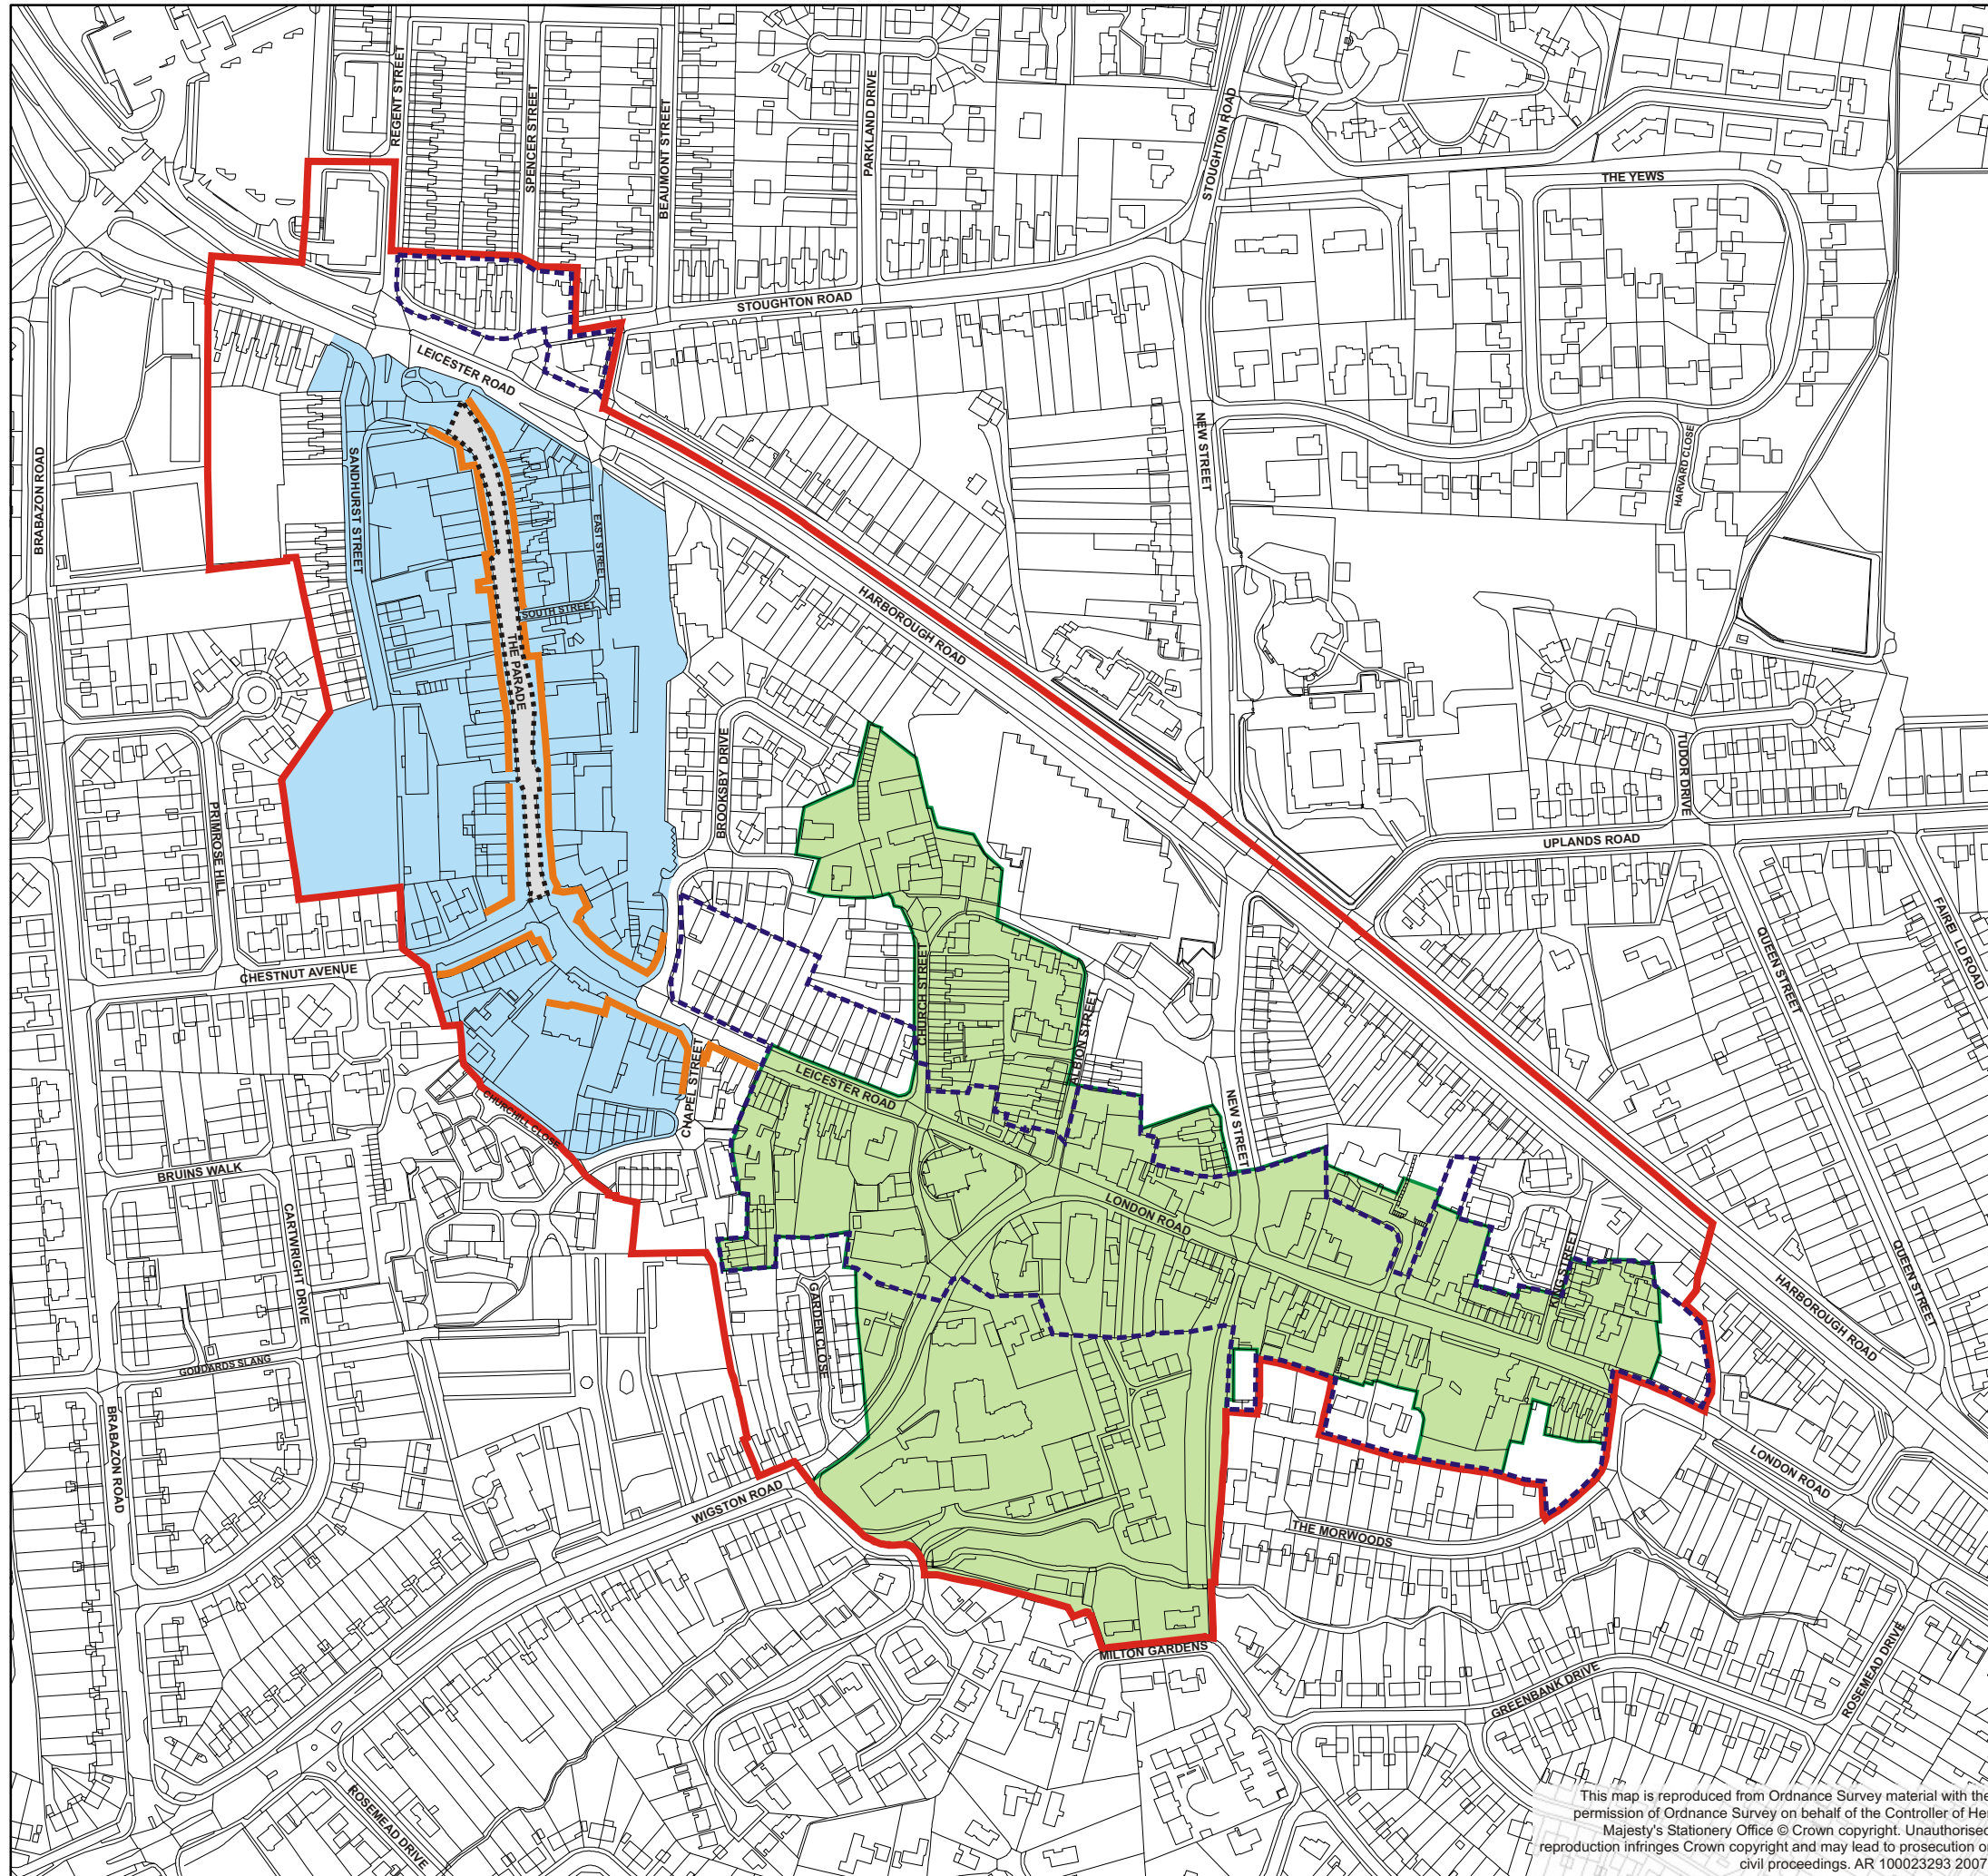 REGENT STREET
SPENCER STREET
BEAUMONT STREET
PARKLAND DRIVE
STOUGHTON ROAD
THE YEWS
STOUGHTON ROAD
LEICESTER ROAD
BRABAZON ROAD
SANDHURST STREET
EAST STREET
NEW STREET
HARVARD CLOSE
SOUTH STREET
THE PARADE
HARBOROUGH ROAD
BROOKSBY DRIVE
PRIMROSE HILL
TUDOR DRIVE
UPLANDS ROAD
FAIREI LD ROAD
QUEEN STREET
CHESTNUT AVENUE
CHURCH STREET
ALBION STREET
CHAPEL STREET
LEICESTER ROAD
CHURCHILL CLOSE
NEW STREET
BRUINS WALK
CARTWRIGHT DRIVE
LONDON ROAD
KING STREET
QUEEN STREET
HARBOROUGH ROAD
GARDEN CLOSE
GODDARDS SLANG
BRABAZON ROAD
LONDON ROAD
WIGSTON ROAD
THE MORWOODS
MILTON GARDENS
GREENBANK DRIVE
ROSEMEAD DRIVE
ROSEMEAD DRIVE
This map is reproduced from Ordnance Survey material with the
permission of Ordnance Survey on behalf of the Controller of He
Majesty's Stationery Office © Crown copyright. Unauthorised
reproduction infringes Crown copyright and may lead to prosecution o
civil proceedings. AR 100023293 200